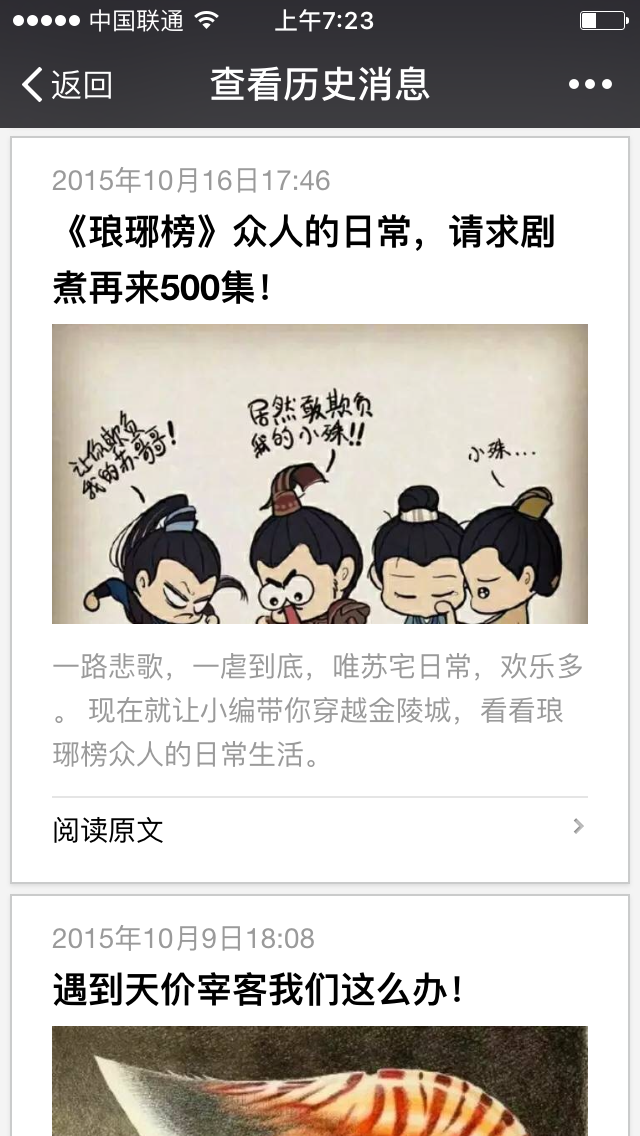 中国联通 上午7:23
返回 查看历史消息
2015年10月16日17:46
《琅琊榜》众人的日常，请求剧
煮再来500集！
让你欺负
我的苏哥哥！
居然敢欺负
我的小殊!!
小殊...
一路悲歌，一虐到底，唯苏宅日常，欢乐多
。现在就让小编带你穿越金陵城，看看琅
琊榜众人的日常生活。
阅读原文
2015年10月9日18:08
遇到天价宰客我们这么办！